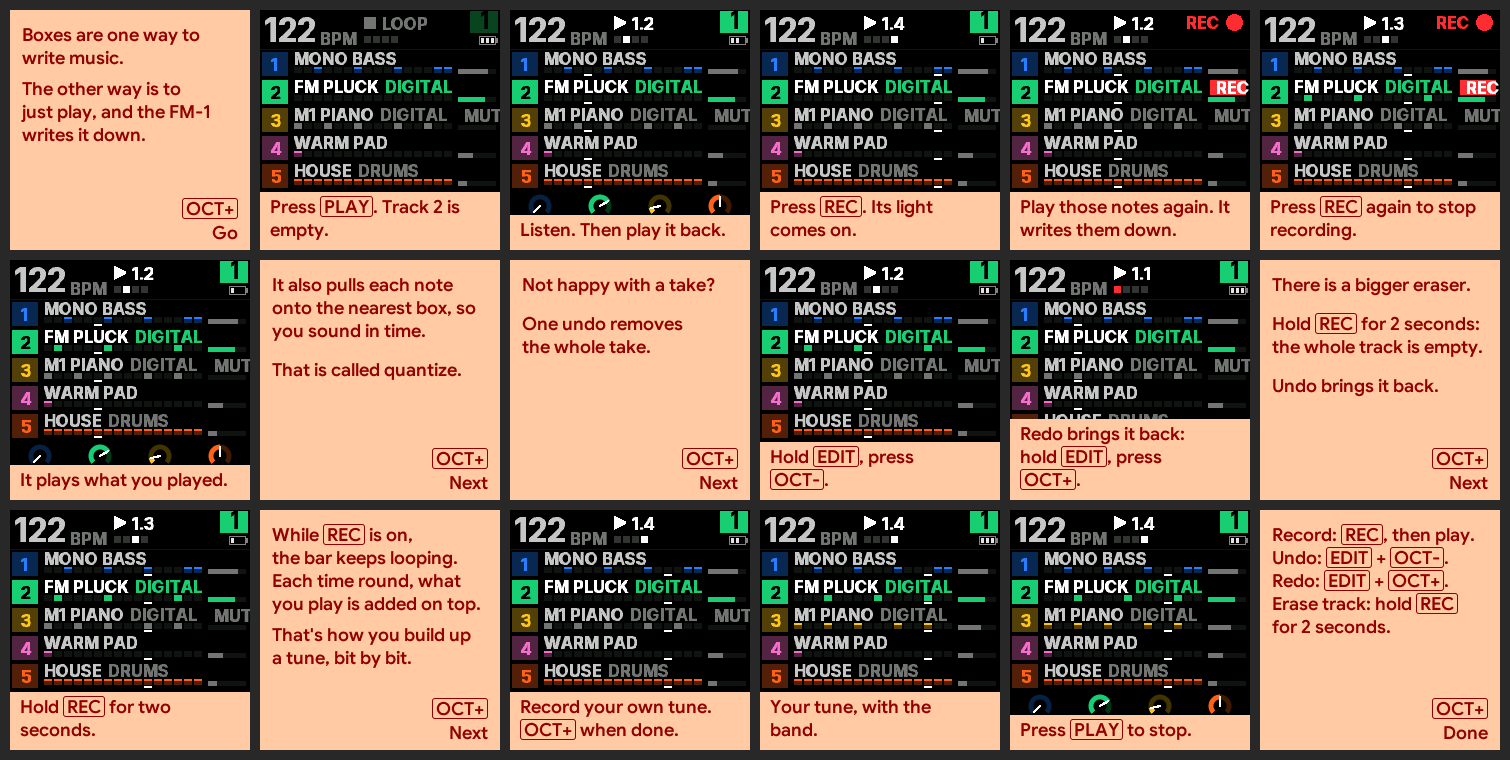 Boxes are one way to
write music.
The other way is to
just play, and the FM-1
writes it down.
OCT+
Go
122 BPM LOOP 1
1 MONO BASS
2 FM PLUCK DIGITAL
3 M1 PIANO DIGITAL MUT
4 WARM PAD
5 HOUSE DRUMS
Press PLAY. Track 2 is
empty.
122 BPM 1.2 1
1 MONO BASS
2 FM PLUCK DIGITAL
3 M1 PIANO DIGITAL MUT
4 WARM PAD
5 HOUSE DRUMS
Listen. Then play it back.
122 BPM 1.4 1
1 MONO BASS
2 FM PLUCK DIGITAL
3 M1 PIANO DIGITAL MUT
4 WARM PAD
5 HOUSE DRUMS
Press REC. Its light
comes on.
122 BPM 1.2 REC
1 MONO BASS
2 FM PLUCK DIGITAL REC
3 M1 PIANO DIGITAL MUT
4 WARM PAD
5 HOUSE DRUMS
Play those notes again. It
writes them down.
122 BPM 1.3 REC
1 MONO BASS
2 FM PLUCK DIGITAL REC
3 M1 PIANO DIGITAL MUT
4 WARM PAD
5 HOUSE DRUMS
Press REC again to stop
recording.
122 BPM 1.2 1
1 MONO BASS
2 FM PLUCK DIGITAL
3 M1 PIANO DIGITAL MUT
4 WARM PAD
5 HOUSE DRUMS
It plays what you played.
It also pulls each note
onto the nearest box, so
you sound in time.
That is called quantize.
OCT+
Next
Not happy with a take?
One undo removes
the whole take.
OCT+
Next
122 BPM 1.2 1
1 MONO BASS
2 FM PLUCK DIGITAL
3 M1 PIANO DIGITAL MUT
4 WARM PAD
5 HOUSE DRUMS
Hold EDIT, press
OCT-.
122 BPM 1.1 1
1 MONO BASS
2 FM PLUCK DIGITAL
3 M1 PIANO DIGITAL MUT
4 WARM PAD
5 HOUSE DRUMS
Redo brings it back:
hold EDIT, press
OCT+.
There is a bigger eraser.
Hold REC for 2 seconds:
the whole track is empty.
Undo brings it back.
OCT+
Next
122 BPM 1.3 1
1 MONO BASS
2 FM PLUCK DIGITAL
3 M1 PIANO DIGITAL MUT
4 WARM PAD
5 HOUSE DRUMS
Hold REC for two
seconds.
While REC is on,
the bar keeps looping.
Each time round, what
you play is added on top.
That's how you build up
a tune, bit by bit.
OCT+
Next
122 BPM 1.4 1
1 MONO BASS
2 FM PLUCK DIGITAL
3 M1 PIANO DIGITAL MUT
4 WARM PAD
5 HOUSE DRUMS
Record your own tune.
OCT+ when done.
122 BPM 1.4 1
1 MONO BASS
2 FM PLUCK DIGITAL
3 M1 PIANO DIGITAL
4 WARM PAD
5 HOUSE DRUMS
Your tune, with the
band.
122 BPM 1.4 1
1 MONO BASS
2 FM PLUCK DIGITAL
3 M1 PIANO DIGITAL
4 WARM PAD
5 HOUSE DRUMS
Press PLAY to stop.
Record: REC, then play.
Undo: EDIT + OCT-.
Redo: EDIT + OCT+.
Erase track: hold REC
for 2 seconds.
OCT+
Done